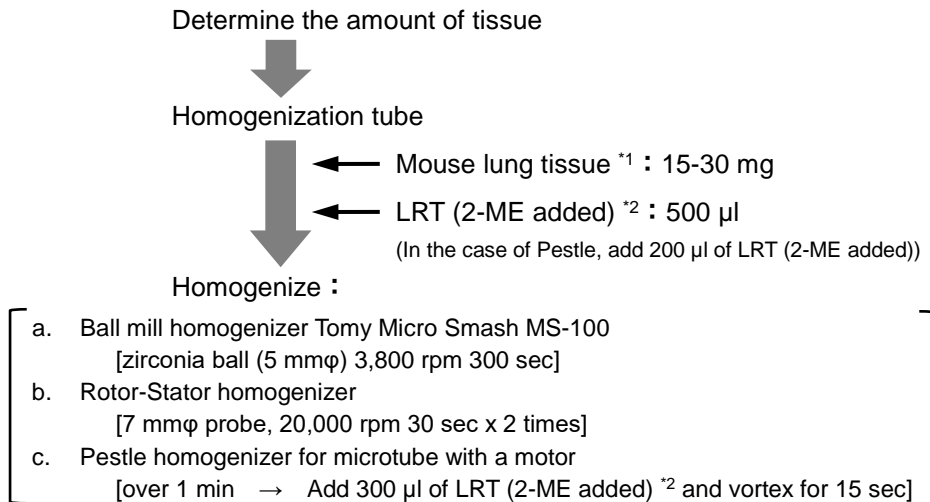 Determine the amount of tissue
Homogenization tube
Mouse lung tissue *1：15-30 mg
LRT (2-ME added) *2：500 µl
(In the case of Pestle, add 200 µl of LRT (2-ME added))
Homogenize：
a. Ball mill homogenizer Tomy Micro Smash MS-100
[zirconia ball (5 mmφ) 3,800 rpm 300 sec]
b. Rotor-Stator homogenizer
[7 mmφ probe, 20,000 rpm 30 sec x 2 times]
c. Pestle homogenizer for microtube with a motor
[over 1 min → Add 300 µl of LRT (2-ME added) *2 and vortex for 15 sec]